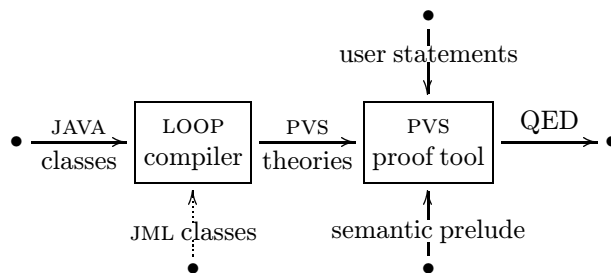 user statements
JAVA
classes
LOOP
compiler
PVS
theories
PVS
proof tool
QED
JML classes
semantic prelude